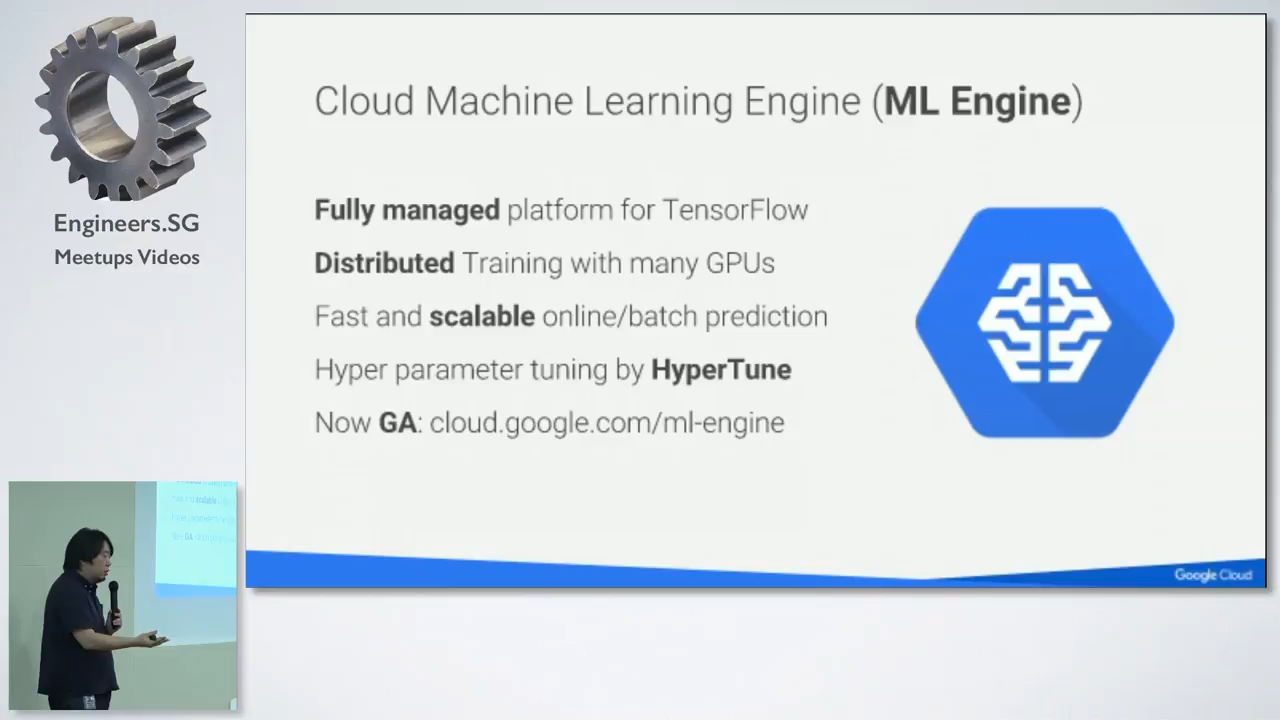 Engineers.SG
Meetups Videos
Cloud Machine Learning Engine (ML Engine)
Fully managed platform for TensorFlow
Distributed Training with many GPUs
Fast and scalable online/batch prediction
Hyper parameter tuning by HyperTune
Now GA: cloud.google.com/ml-engine
Google Cloud